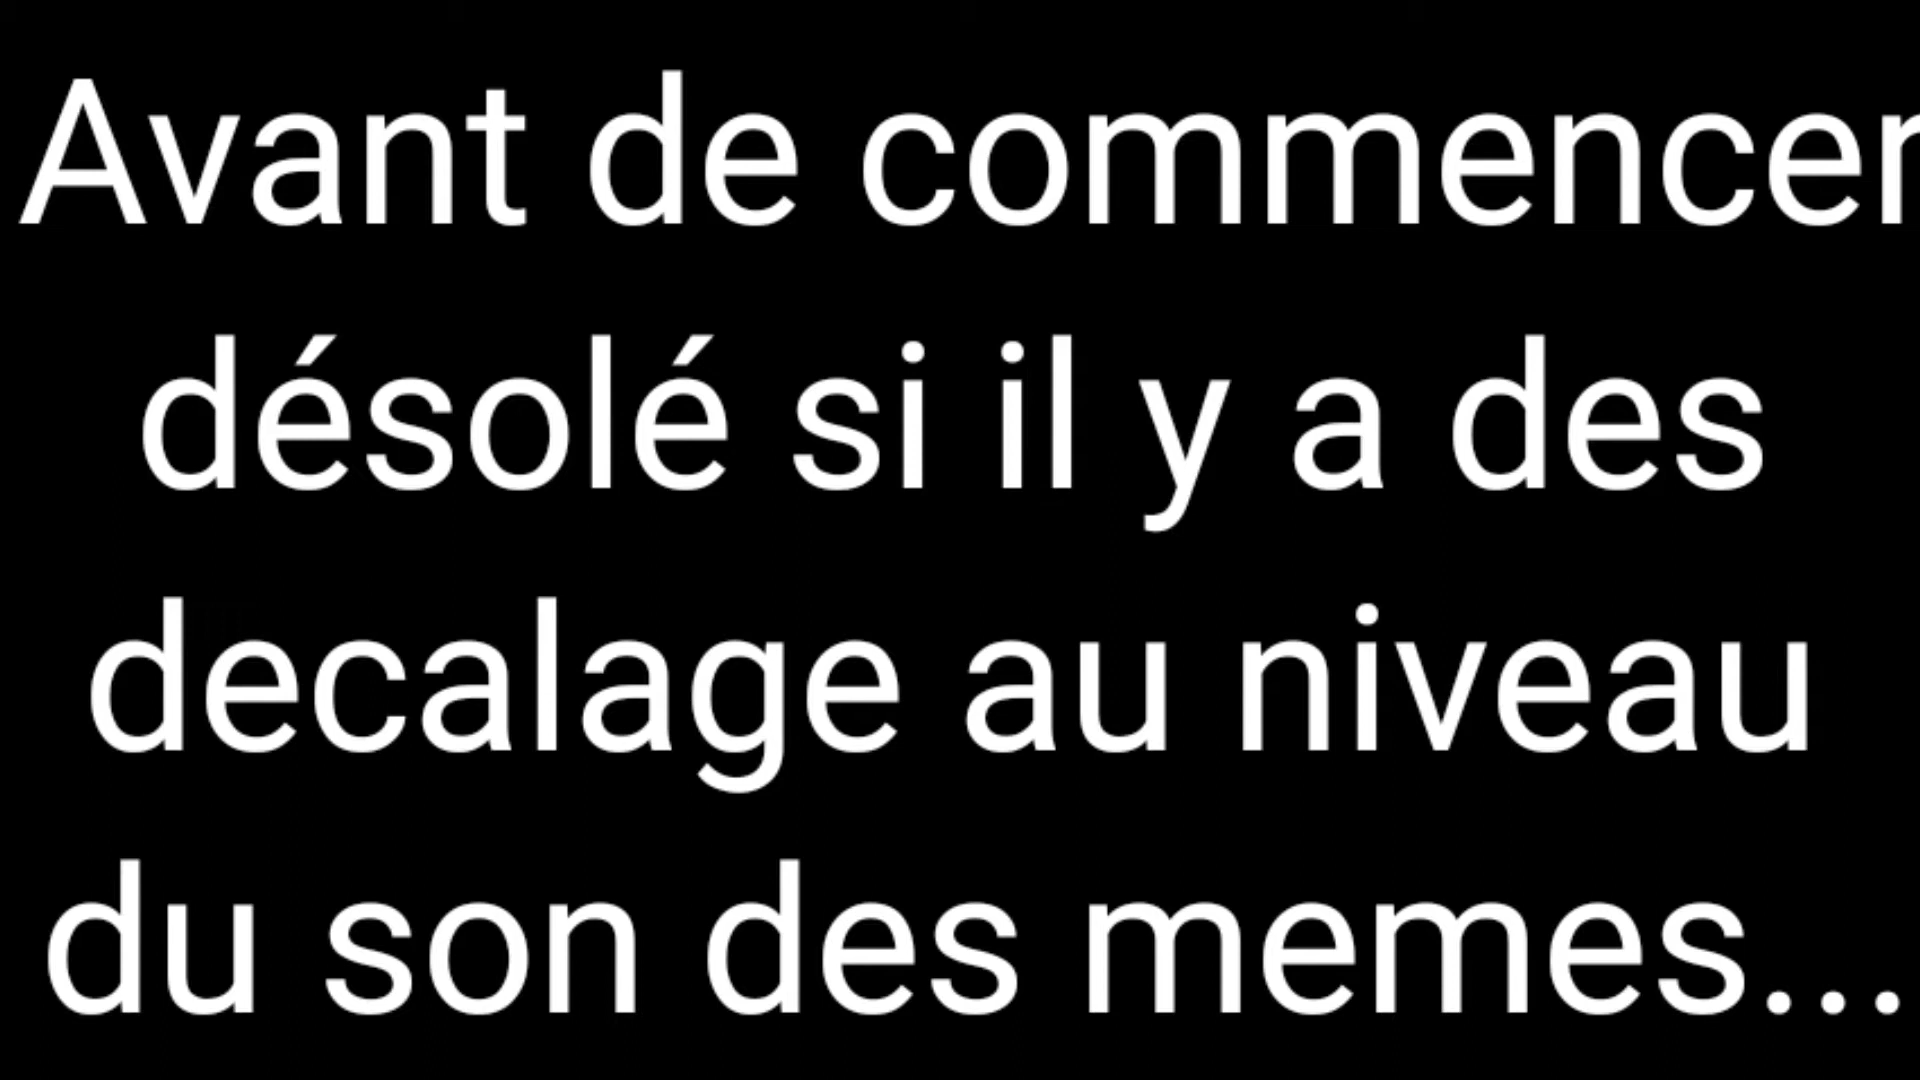 Avant de commencer
désolé si il y a des
decalage au niveau
du son des memes...